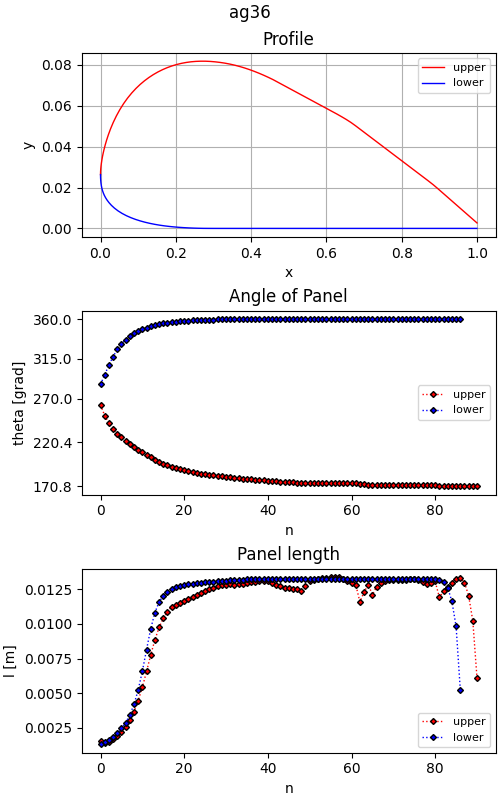 ag36
Profile
0.08
0.06
0.04
0.02
0.00
y
upper
lower
0.0 0.2 0.4 0.6 0.8 1.0
x
Angle of Panel
360.0
315.0
270.0
220.4
170.8
theta [grad]
upper
lower
0 20 40 60 80
n
Panel length
0.0125
0.0100
0.0075
0.0050
0.0025
l [m]
upper
lower
0 20 40 60 80
n